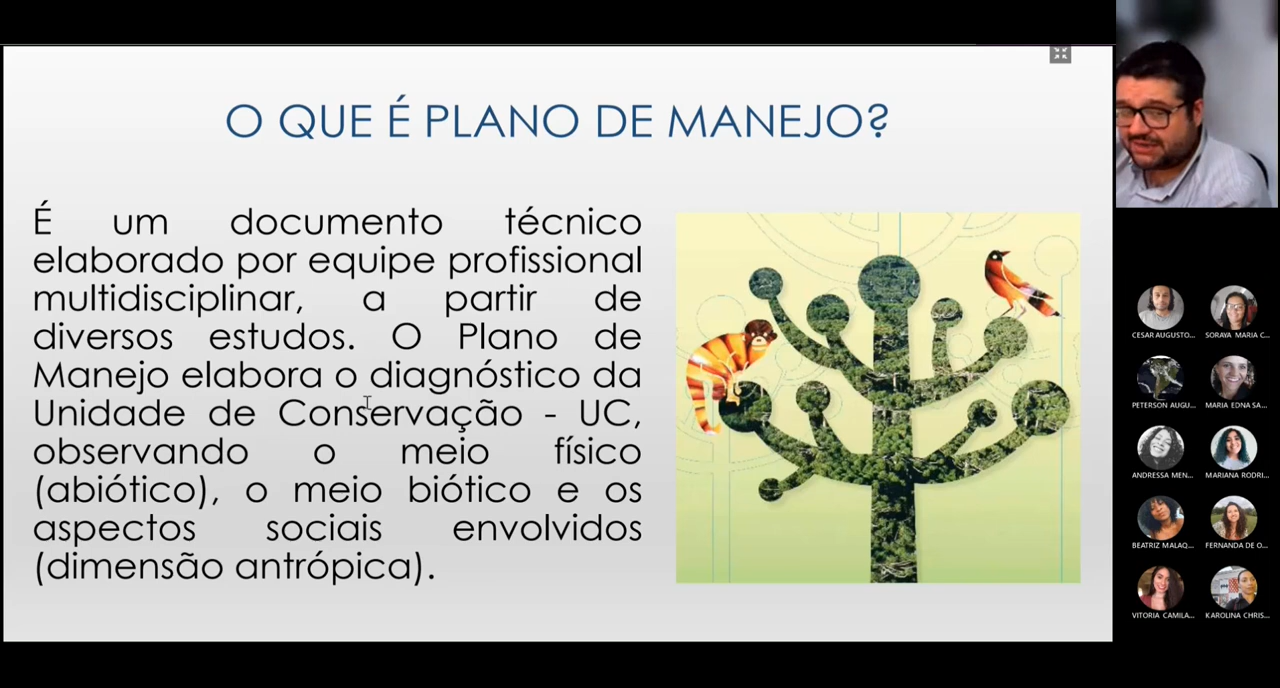 O QUE É PLANO DE MANEJO?
É um documento técnico
elaborado por equipe profissional
multidisciplinar, a partir de
diversos estudos. O Plano de
Manejo elabora o diagnóstico da
Unidade de Conservação - UC,
observando o meio físico
(abiótico), o meio biótico e os
aspectos sociais envolvidos
(dimensão antrópica).
CESAR AUGUSTO...
SORAYA MARIA C...
PETERSON AUGU...
MARIA EDNA SA...
ANDRESSA MEN...
MARIANA RODRI...
BEATRIZ MALAQ...
FERNANDA DE O...
VITORIA CAMILA...
KAROLINA CHRIS...